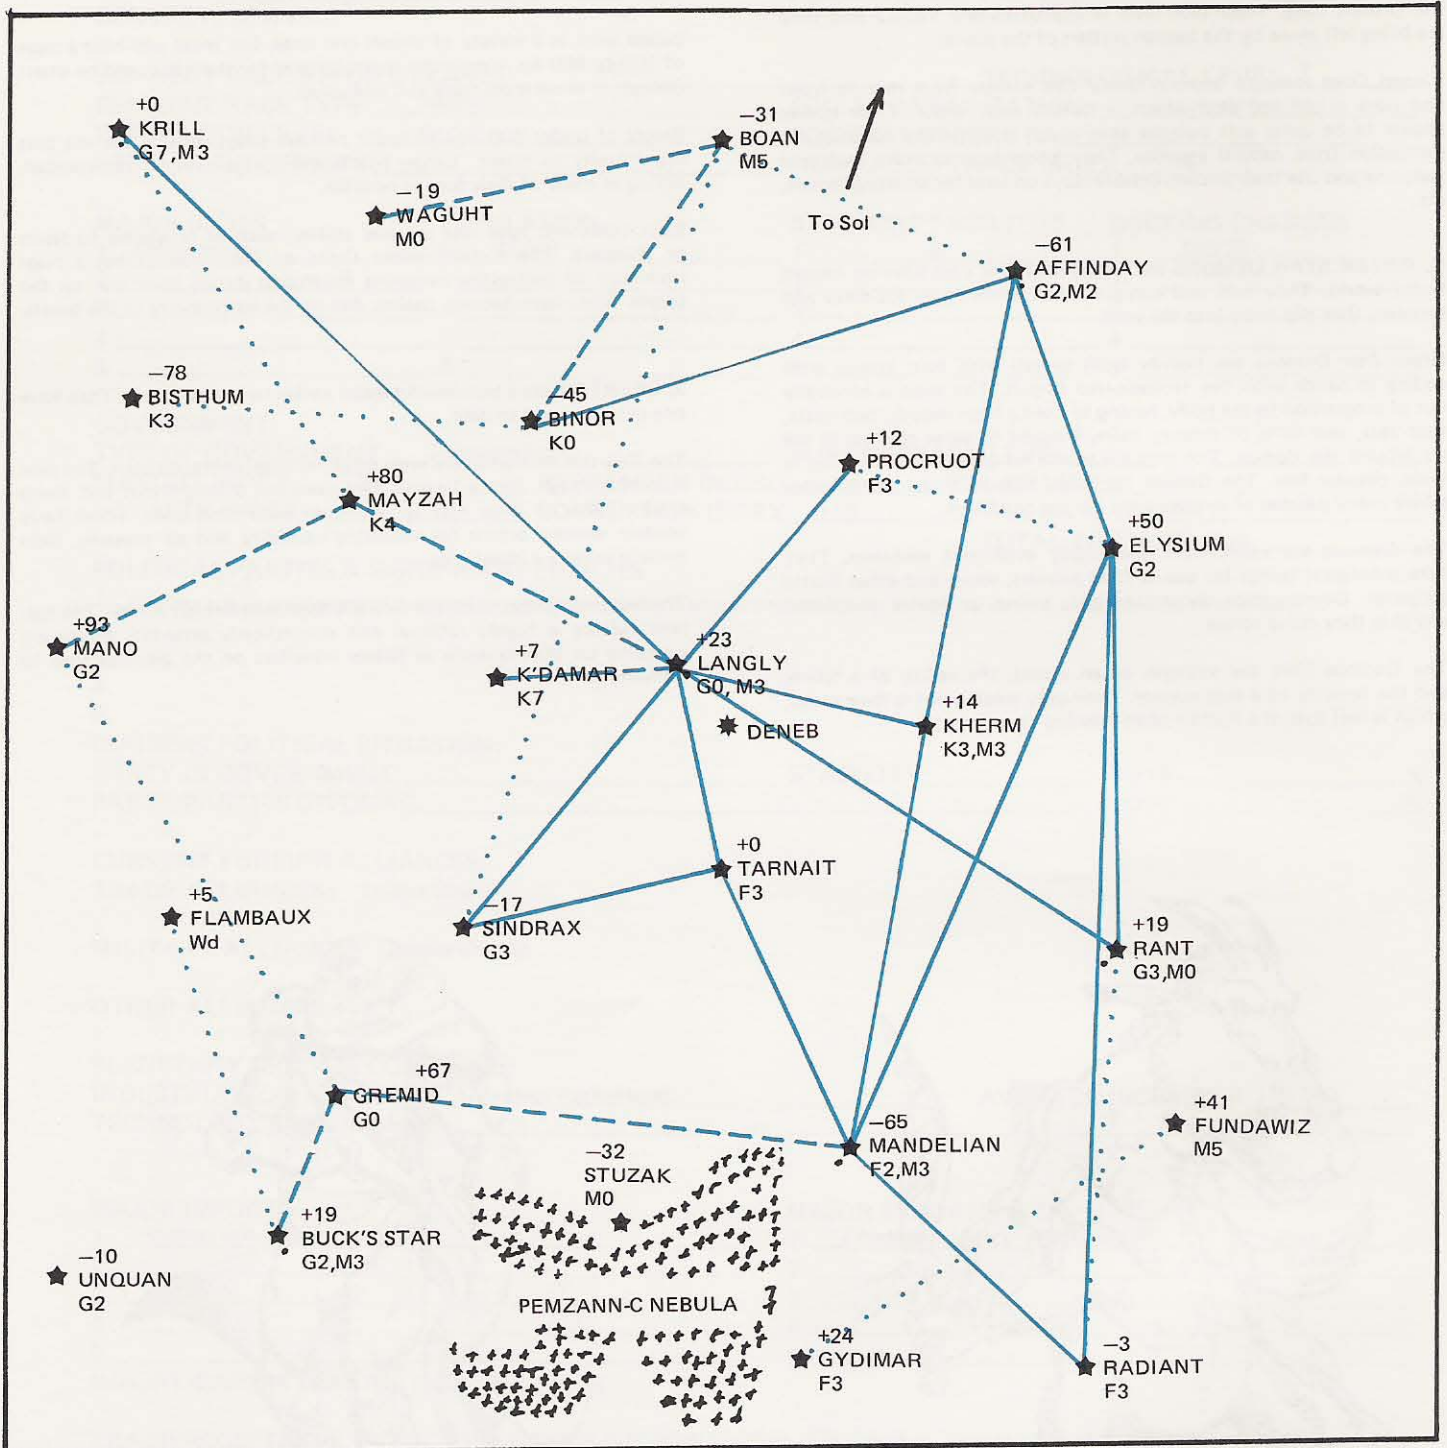 +0
KRILL
G7,M3
−31
BOAN
M5
To Sol
−19
WAGUHT
M0
−61
AFFINDAY
G2,M2
−78
BISTHUM
K3
−45
BINOR
K0
+12
PROCRUOT
F3
+80
MAYZAH
K4
+50
ELYSIUM
G2
+93
MANO
G2
+7
K'DAMAR
K7
+23
LANGLY
G0, M3
DENEB
+14
KHERM
K3,M3
+0
TARNAIT
F3
+5
FLAMBAUX
Wd
−17
SINDRAX
G3
+19
RANT
G3,M0
+67
GREMID
G0
−65
MANDELIAN
F2,M3
+41
FUNDAWIZ
M5
−32
STUZAK
M0
+19
BUCK'S STAR
G2,M3
−10
UNQUAN
G2
PEMZANN-C NEBULA
+24
GYDIMAR
F3
−3
RADIANT
F3